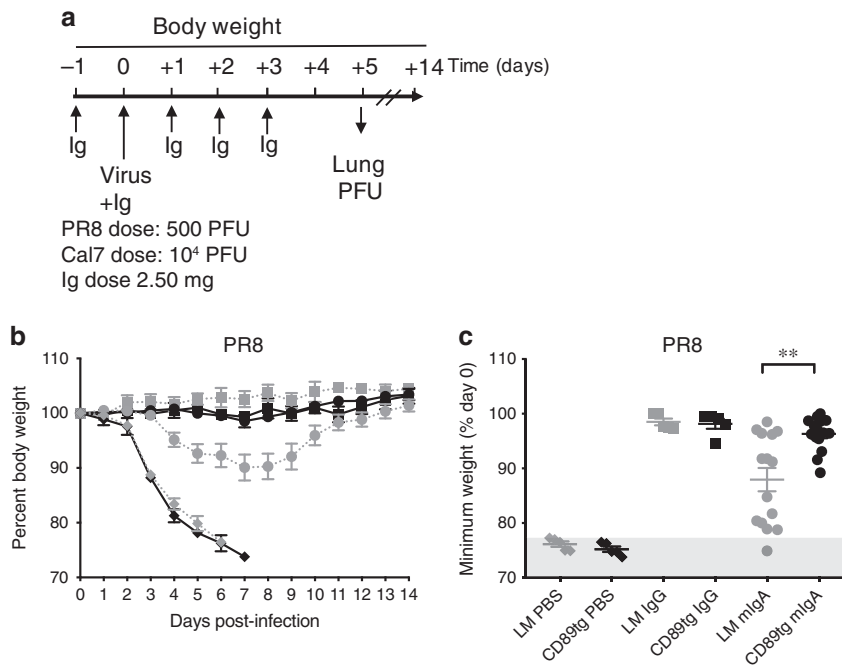 a
Body weight
–1 0 +1 +2 +3 +4 +5 +14 Time (days)
Ig Ig Ig Ig
Virus
+Ig
Lung
PFU
PR8 dose: 500 PFU
Cal7 dose: 10⁴ PFU
Ig dose 2.50 mg
b
PR8
110
100
90
80
70
Percent body weight
0 1 2 3 4 5 6 7 8 9 10 11 12 13 14
Days post-infection
c
PR8
**
110
100
90
80
70
Minimum weight (% day 0)
LM PBS
CD89tg PBS
LM IgG
CD89tg IgG
LM mIgA
CD89tg mIgA